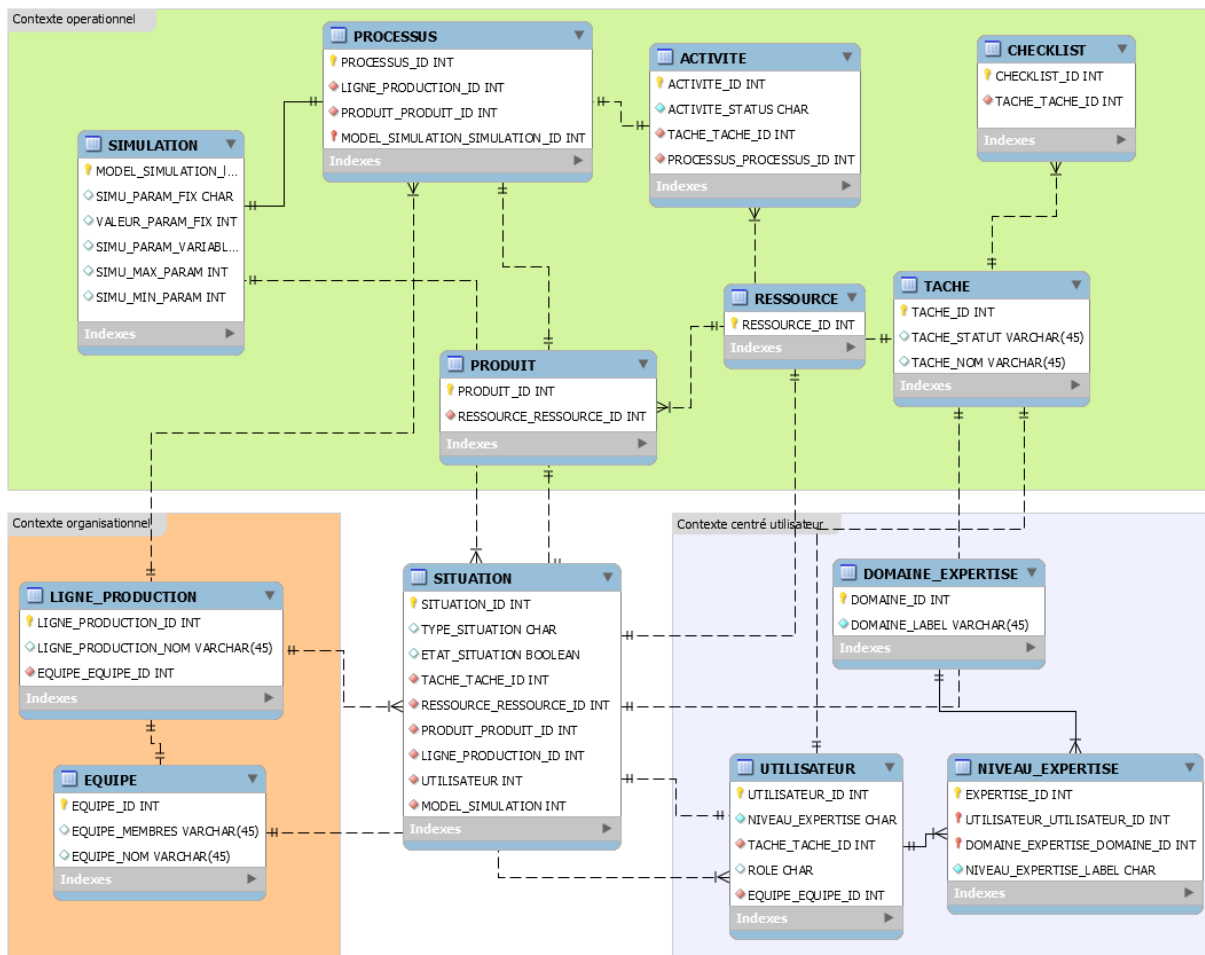 Contexte operationnel
PROCESSUS
PROCESSUS_ID INT
LIGNE_PRODUCTION_ID INT
PRODUIT_PRODUIT_ID INT
MODEL_SIMULATION_SIMULATION_ID INT
Indexes
ACTIVITE
ACTIVITE_ID INT
ACTIVITE_STATUS CHAR
TACHE_TACHE_ID INT
PROCESSUS_PROCESSUS_ID INT
Indexes
CHECKLIST
CHECKLIST_ID INT
TACHE_TACHE_ID INT
Indexes
SIMULATION
MODEL_SIMULATION_I...
SIMU_PARAM_FIX CHAR
VALEUR_PARAM_FIX INT
SIMU_PARAM_VARIABL...
SIMU_MAX_PARAM INT
SIMU_MIN_PARAM INT
Indexes
RESSOURCE
RESSOURCE_ID INT
Indexes
TACHE
TACHE_ID INT
TACHE_STATUT VARCHAR(45)
TACHE_NOM VARCHAR(45)
Indexes
PRODUIT
PRODUIT_ID INT
RESSOURCE_RESSOURCE_ID INT
Indexes
Contexte organisationnel
LIGNE_PRODUCTION
LIGNE_PRODUCTION_ID INT
LIGNE_PRODUCTION_NOM VARCHAR(45)
EQUIPE_EQUIPE_ID INT
Indexes
EQUIPE
EQUIPE_ID INT
EQUIPE_MEMBRES VARCHAR(45)
EQUIPE_NOM VARCHAR(45)
Indexes
SITUATION
SITUATION_ID INT
TYPE_SITUATION CHAR
ETAT_SITUATION BOOLEAN
TACHE_TACHE_ID INT
RESSOURCE_RESSOURCE_ID INT
PRODUIT_PRODUIT_ID INT
LIGNE_PRODUCTION_ID INT
UTILISATEUR INT
MODEL_SIMULATION INT
Indexes
Contexte centré utilisateur
DOMAINE_EXPERTISE
DOMAINE_ID INT
DOMAINE_LABEL VARCHAR(45)
Indexes
UTILISATEUR
UTILISATEUR_ID INT
NIVEAU_EXPERTISE CHAR
TACHE_TACHE_ID INT
ROLE CHAR
EQUIPE_EQUIPE_ID INT
Indexes
NIVEAU_EXPERTISE
EXPERTISE_ID INT
UTILISATEUR_UTILISATEUR_ID INT
DOMAINE_EXPERTISE_DOMAINE_ID INT
NIVEAU_EXPERTISE_LABEL CHAR
Indexes